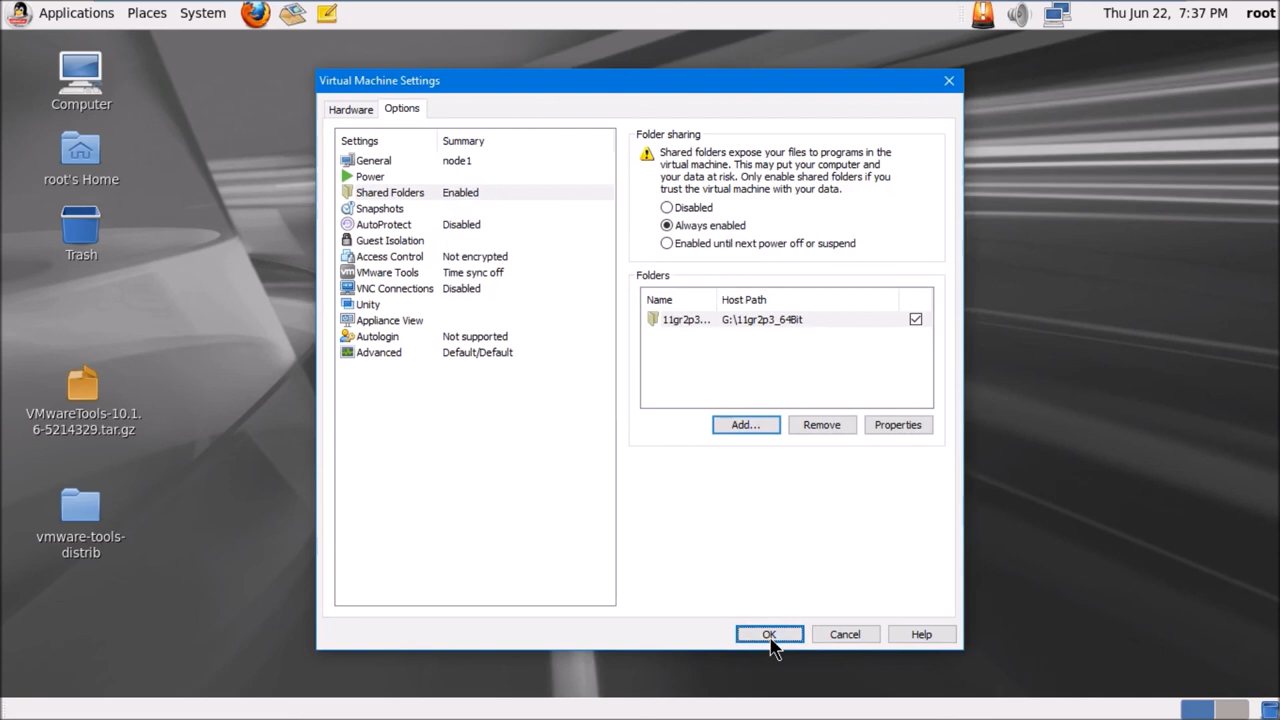 Applications Places System
Thu Jun 22, 7:37 PM root
Computer
root's Home
Trash
VMwareTools-10.1.
6-5214329.tar.gz
vmware-tools-
distrib
Virtual Machine Settings
Hardware Options
Settings Summary
General node1
Power
Shared Folders Enabled
Snapshots
AutoProtect Disabled
Guest Isolation
Access Control Not encrypted
vm VMware Tools Time sync off
VNC Connections Disabled
Unity
Appliance View
Autologin Not supported
Advanced Default/Default
Folder sharing
Shared folders expose your files to programs in the
virtual machine. This may put your computer and
your data at risk. Only enable shared folders if you
trust the virtual machine with your data.
Disabled
Always enabled
Enabled until next power off or suspend
Folders
Name Host Path
11gr2p3... G:\11gr2p3_64Bit
Add... Remove Properties
OK Cancel Help